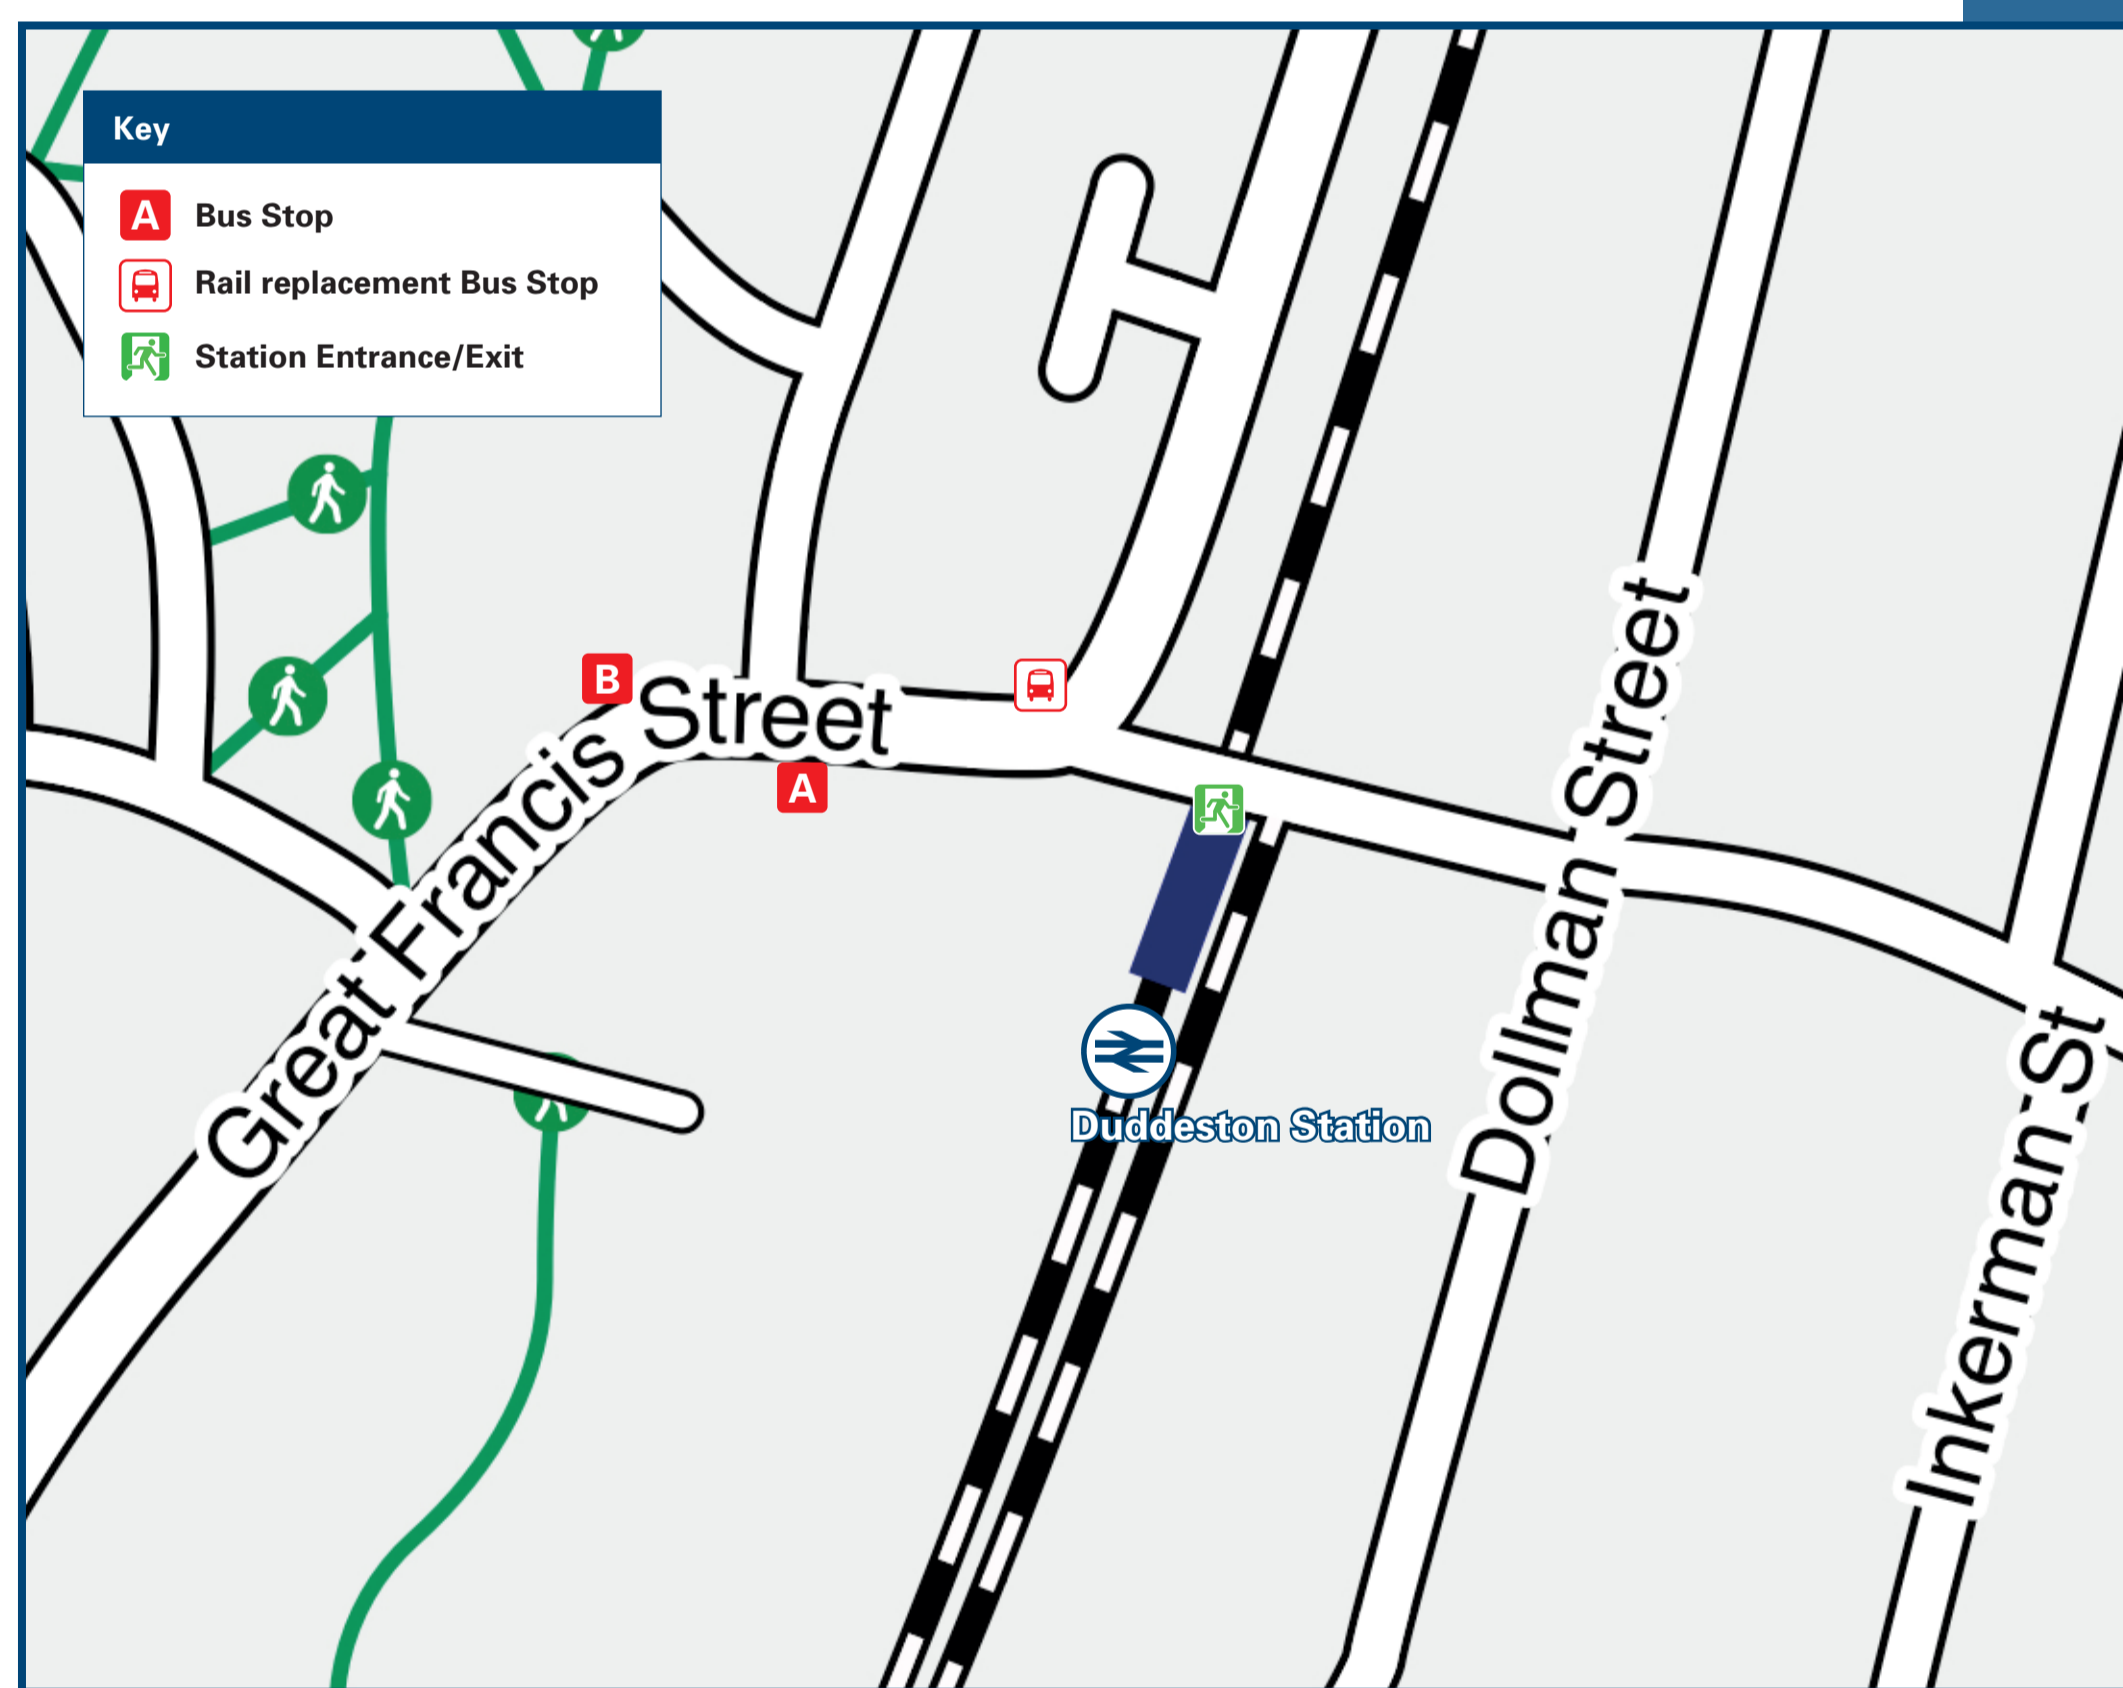 Key
A Bus Stop
Rail replacement Bus Stop
Station Entrance/Exit
B
A
Great Francis Street
Duddeston Station
Dollman Street
Inkerman St